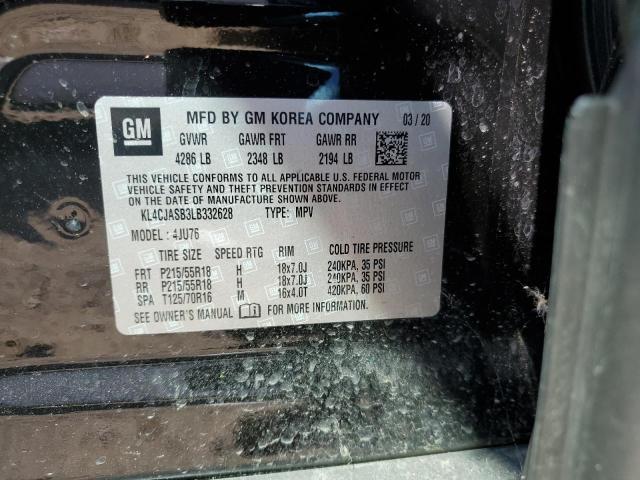 GM
MFD BY GM KOREA COMPANY 03 / 20
GVWR GAWR FRT GAWR RR
4286 LB 2348 LB 2194 LB
THIS VEHICLE CONFORMS TO ALL APPLICABLE U.S. FEDERAL MOTOR
VEHICLE SAFETY AND THEFT PREVENTION STANDARDS IN EFFECT
ON THE DATE OF MANUFACTURE SHOWN ABOVE.
KL4CJASB3LB332628 TYPE: MPV
MODEL: 4JU76
TIRE SIZE SPEED RTG RIM COLD TIRE PRESSURE
FRT P215/55R18 H 18x7.0J 240KPA, 35 PSI
RR P215/55R18 H 18x7.0J 240KPA, 35 PSI
SPA T125/70R16 M 16x4.0T 420KPA, 60 PSI
SEE OWNER'S MANUAL FOR MORE INFORMATION.